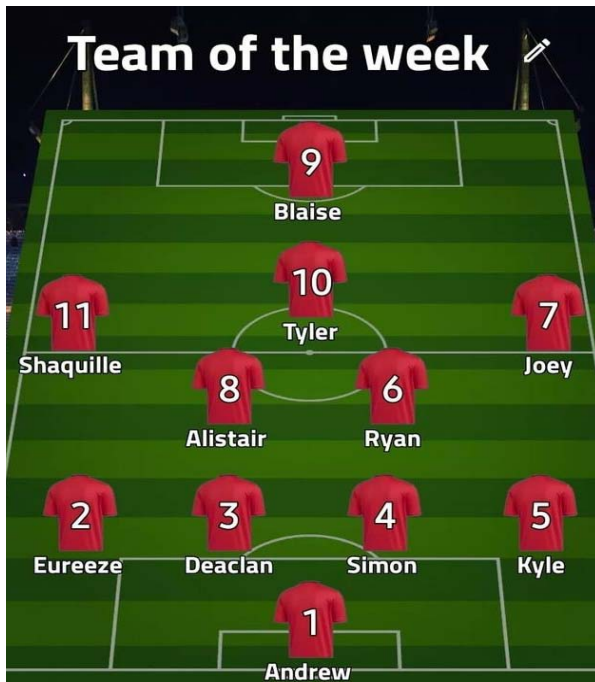 Team of the week
9
Blaise
10
Tyler
11
Shaquille
7
Joey
8
Alistair
6
Ryan
2
Eureeze
3
Deaclan
4
Simon
5
Kyle
1
Andrew